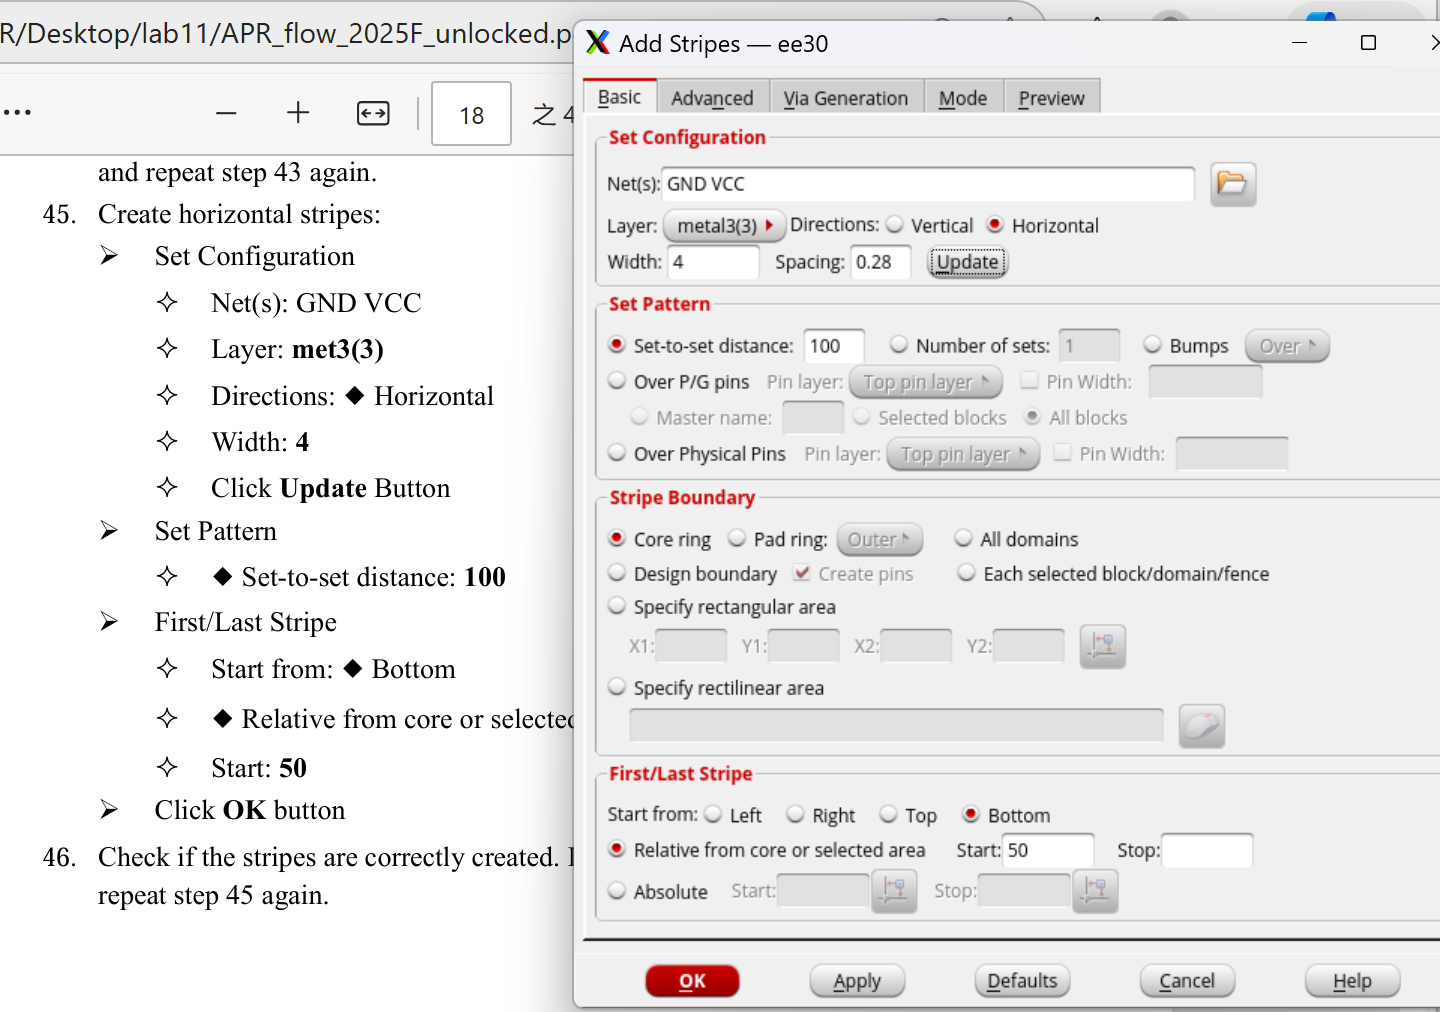 R/Desktop/lab11/APR_flow_2025F_unlocked.p
18 之 4
and repeat step 43 again.
45. Create horizontal stripes:
➢ Set Configuration
✧ Net(s): GND VCC
✧ Layer: met3(3)
✧ Directions: ◆ Horizontal
✧ Width: 4
✧ Click Update Button
➢ Set Pattern
✧ ◆ Set-to-set distance: 100
➢ First/Last Stripe
✧ Start from: ◆ Bottom
✧ ◆ Relative from core or selected
✧ Start: 50
➢ Click OK button
46. Check if the stripes are correctly created. I
repeat step 45 again.
Add Stripes — ee30
Basic Advanced Via Generation Mode Preview
Set Configuration
Net(s): GND VCC
Layer: metal3(3) Directions: Vertical Horizontal
Width: 4 Spacing: 0.28 Update
Set Pattern
Set-to-set distance: 100 Number of sets: 1 Bumps Over
Over P/G pins Pin layer: Top pin layer Pin Width:
Master name: Selected blocks All blocks
Over Physical Pins Pin layer: Top pin layer Pin Width:
Stripe Boundary
Core ring Pad ring: Outer All domains
Design boundary Create pins Each selected block/domain/fence
Specify rectangular area
X1: Y1: X2: Y2:
Specify rectilinear area
First/Last Stripe
Start from: Left Right Top Bottom
Relative from core or selected area Start: 50 Stop:
Absolute Start: Stop:
OK Apply Defaults Cancel Help